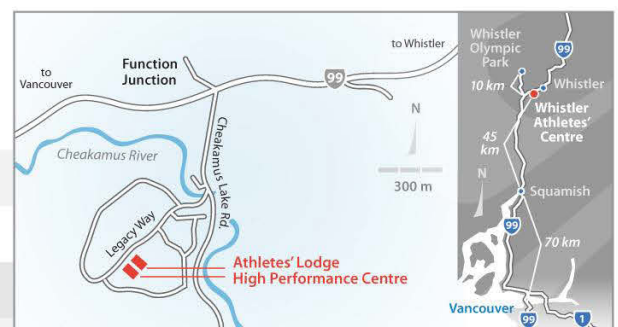 to Whistler
Function
Junction
99
to
Vancouver
N
Cheakamus River
Cheakamus Lake Rd.
300 m
Legacy Way
Athletes' Lodge
High Performance Centre
Whistler
Olympic
Park
99
10 km
Whistler
Whistler
Athletes'
Centre
45
km
N
Squamish
99
70 km
Vancouver
99
1